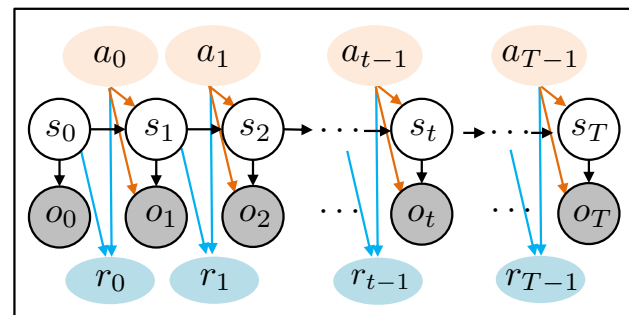 a_0 a_1 a_{t−1} a_{T−1}
s_0 s_1 s_2 ··· s_t ··· s_T
o_0 o_1 o_2 ··· o_t ··· o_T
r_0 r_1 r_{t−1} r_{T−1}